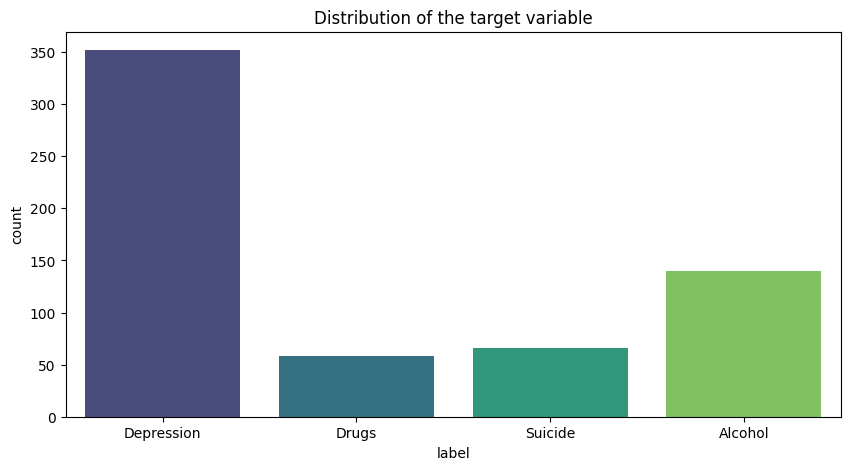 Distribution of the target variable
350
300
250
200
150
100
50
0
count
Depression Drugs Suicide Alcohol
label